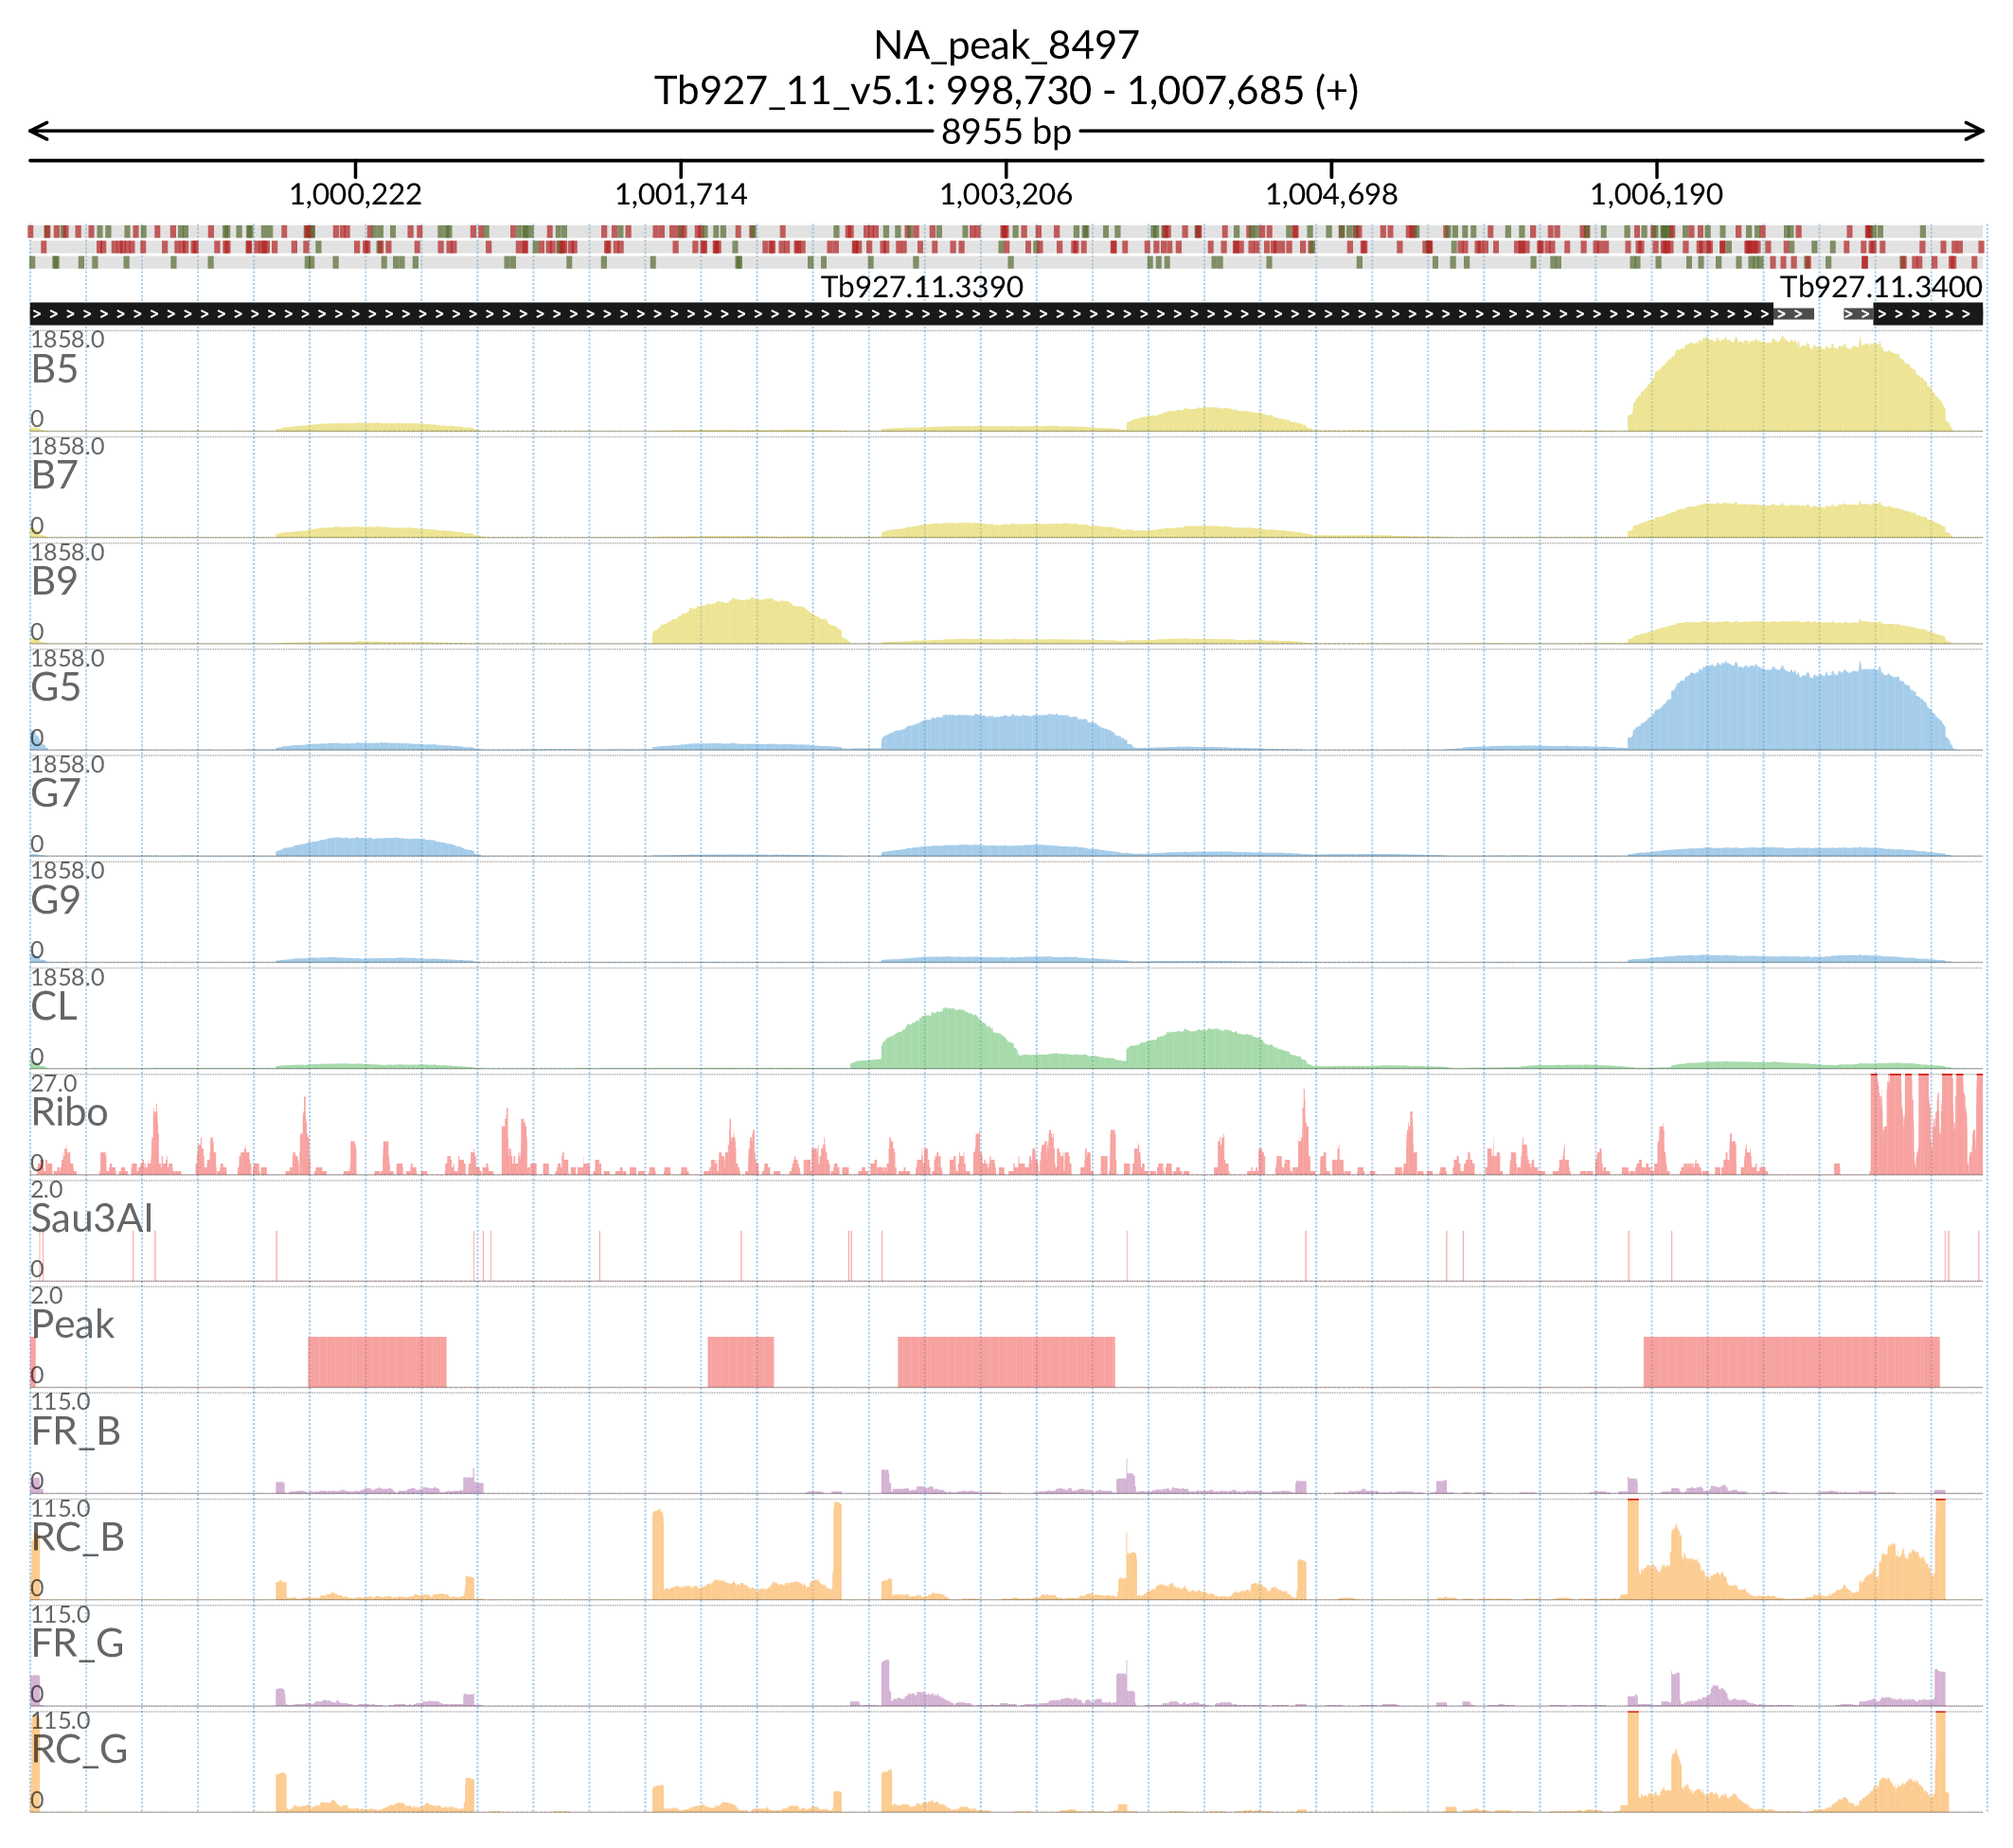 NA_peak_8497
Tb927_11_v5.1: 998,730 - 1,007,685 (+)
8955 bp
1,000,222 1,001,714 1,003,206 1,004,698 1,006,190
Tb927.11.3390 Tb927.11.3400
1858.0
B5
0
1858.0
B7
0
1858.0
B9
0
1858.0
G5
0
1858.0
G7
0
1858.0
G9
0
1858.0
CL
0
27.0
Ribo
0
2.0
Sau3AI
0
2.0
Peak
0
115.0
FR_B
0
115.0
RC_B
0
115.0
FR_G
0
115.0
RC_G
0